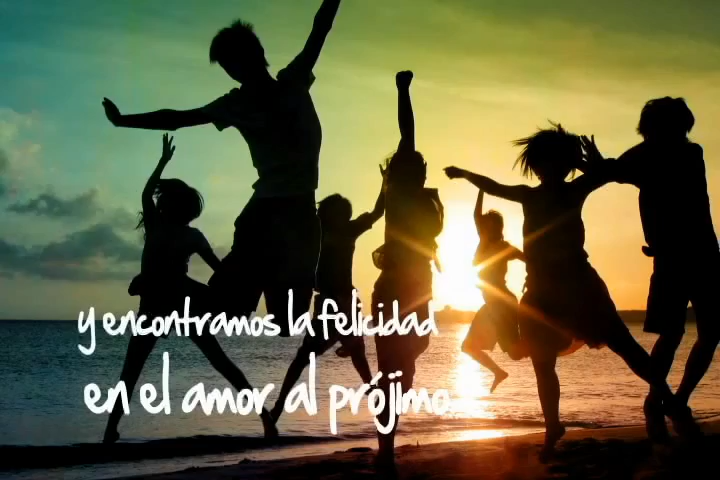 y encontramos la felicidad
en el amor al prójimo.